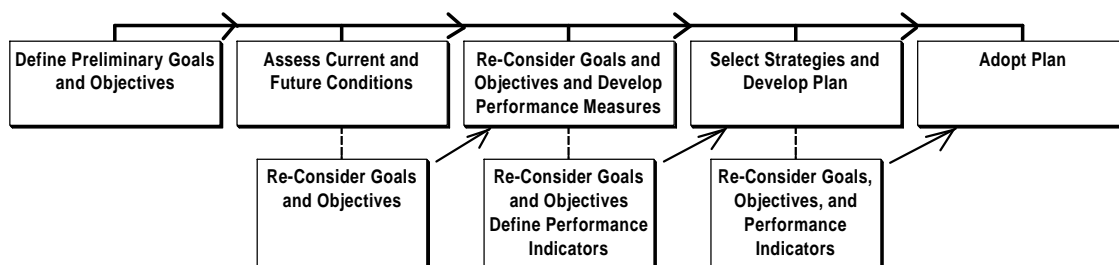 Define Preliminary Goals
and Objectives
Assess Current and
Future Conditions
Re-Consider Goals and
Objectives and Develop
Performance Measures
Select Strategies and
Develop Plan
Adopt Plan
Re-Consider Goals
and Objectives
Re-Consider Goals
and Objectives
Define Performance
Indicators
Re-Consider Goals,
Objectives, and
Performance
Indicators